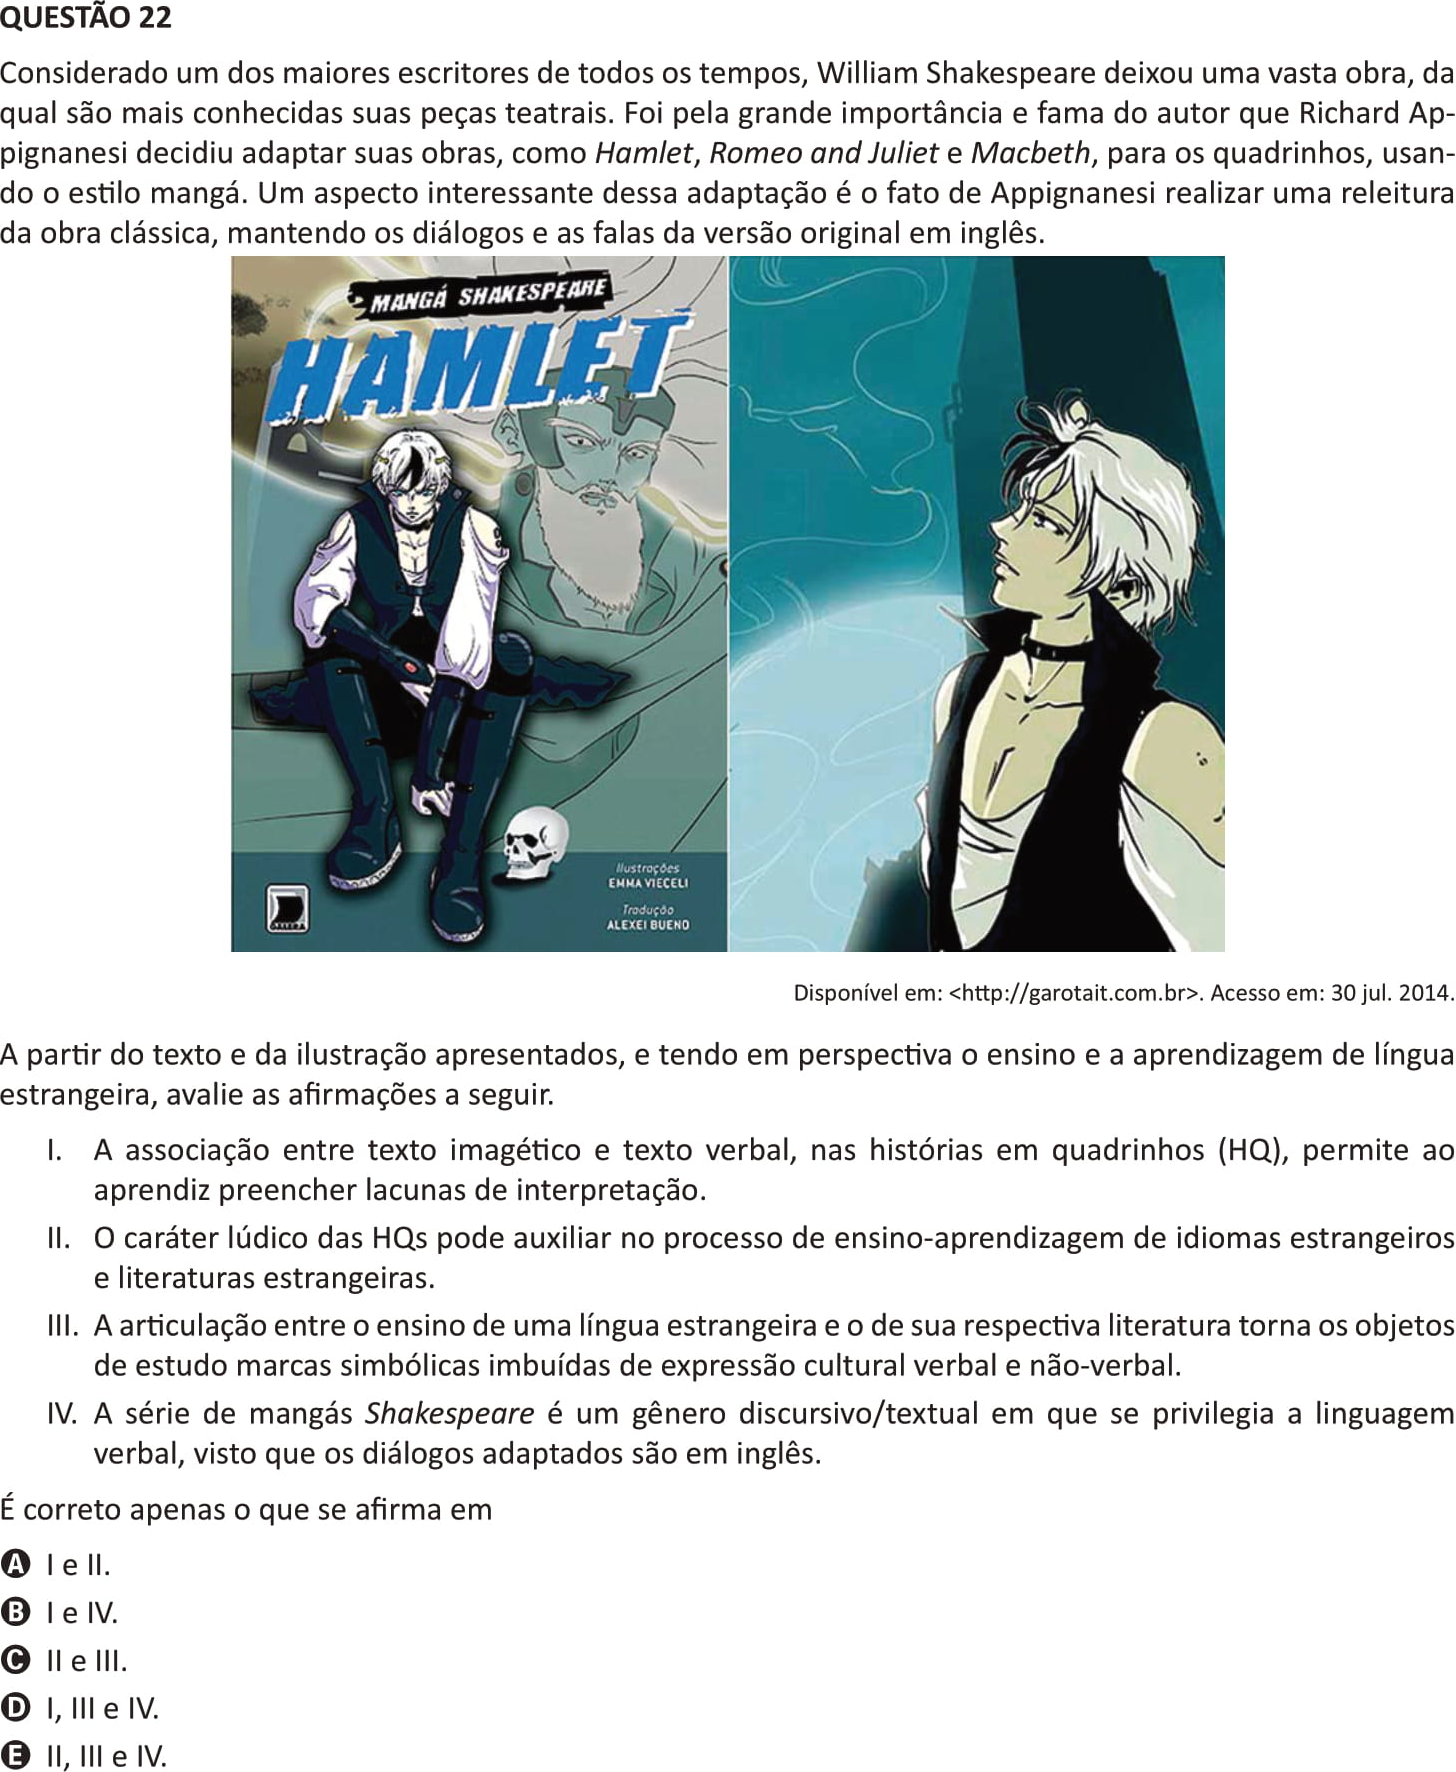 QUESTÃO 22
Considerado um dos maiores escritores de todos os tempos, William Shakespeare deixou uma vasta obra, da
qual são mais conhecidas suas peças teatrais. Foi pela grande importância e fama do autor que Richard Ap-
pignanesi decidiu adaptar suas obras, como Hamlet, Romeo and Juliet e Macbeth, para os quadrinhos, usan-
do o estilo mangá. Um aspecto interessante dessa adaptação é o fato de Appignanesi realizar uma releitura
da obra clássica, mantendo os diálogos e as falas da versão original em inglês.
MANGÁ SHAKESPEARE
HAMLET
Ilustrações
EMMA VIECELI
Tradução
ALEXEI BUENO
GALERA
Disponível em: <http://garotait.com.br>. Acesso em: 30 jul. 2014.
A partir do texto e da ilustração apresentados, e tendo em perspectiva o ensino e a aprendizagem de língua
estrangeira, avalie as afirmações a seguir.
I. A associação entre texto imagético e texto verbal, nas histórias em quadrinhos (HQ), permite ao
aprendiz preencher lacunas de interpretação.
II. O caráter lúdico das HQs pode auxiliar no processo de ensino-aprendizagem de idiomas estrangeiros
e literaturas estrangeiras.
III. A articulação entre o ensino de uma língua estrangeira e o de sua respectiva literatura torna os objetos
de estudo marcas simbólicas imbuídas de expressão cultural verbal e não-verbal.
IV. A série de mangás Shakespeare é um gênero discursivo/textual em que se privilegia a linguagem
verbal, visto que os diálogos adaptados são em inglês.
É correto apenas o que se afirma em
A I e II.
B I e IV.
C II e III.
D I, III e IV.
E II, III e IV.